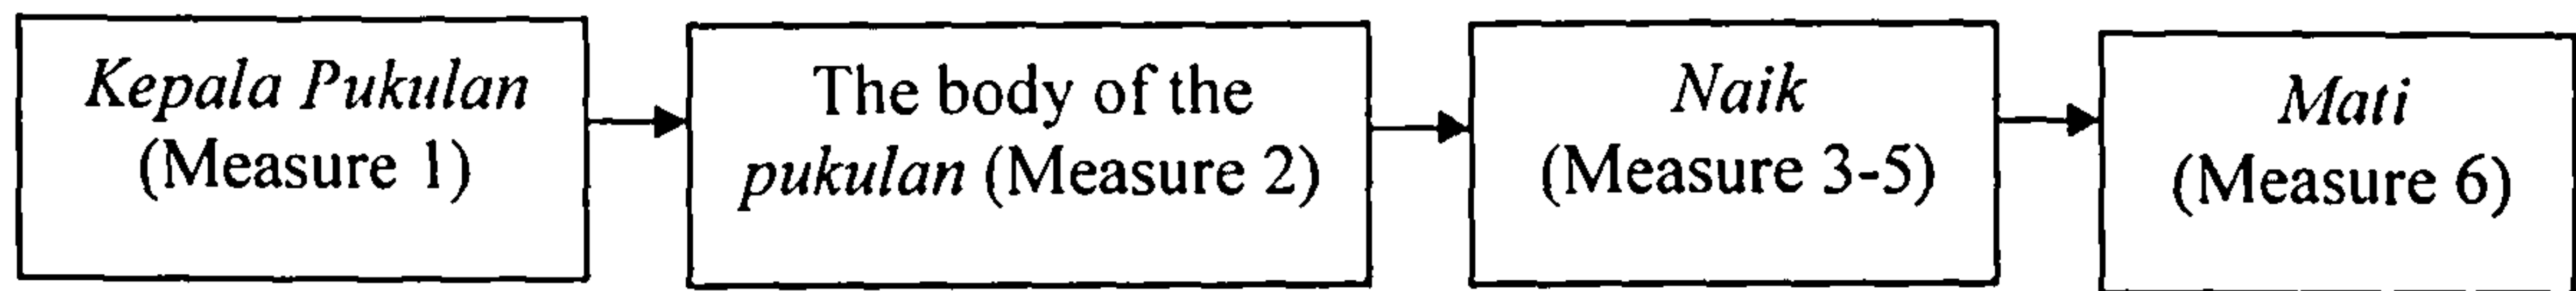 Kepala Pukulan
(Measure 1)
The body of the
pukulan (Measure 2)
Naik
(Measure 3-5)
Mati
(Measure 6)